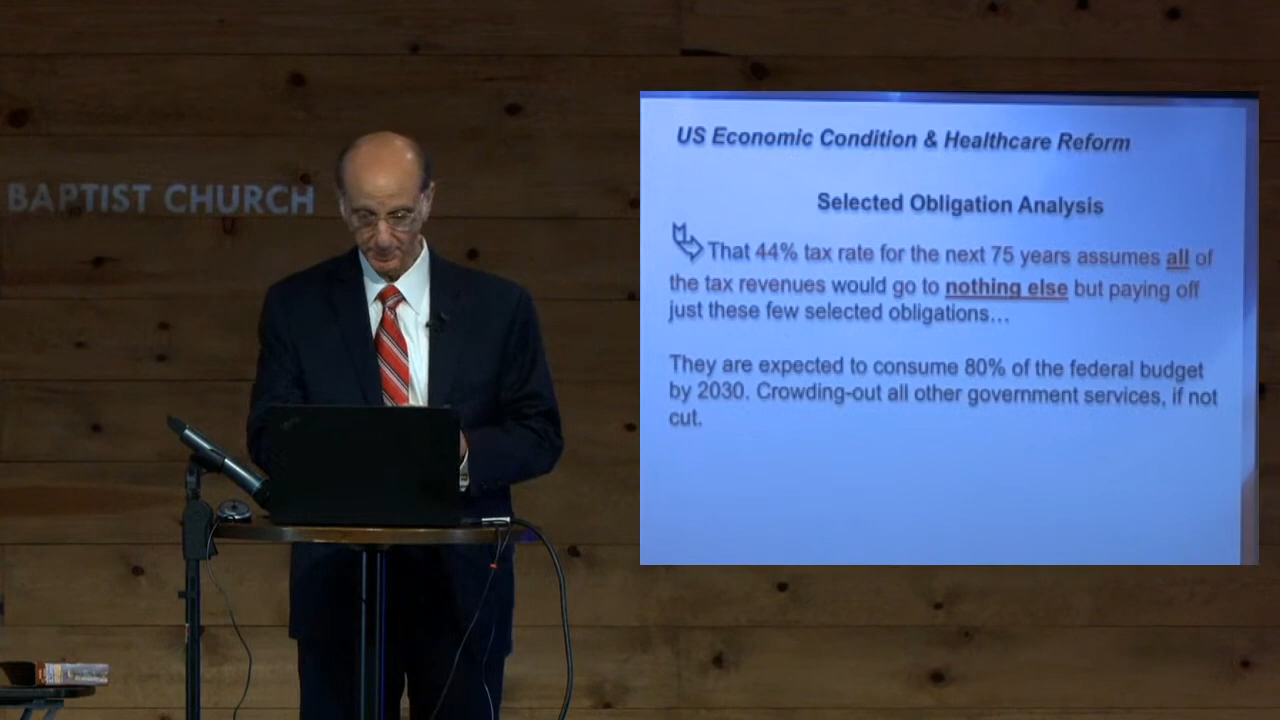 BAPTIST CHURCH
US Economic Condition & Healthcare Reform
Selected Obligation Analysis
That 44% tax rate for the next 75 years assumes all of
the tax revenues would go to nothing else but paying off
just these few selected obligations…
They are expected to consume 80% of the federal budget
by 2030. Crowding-out all other government services, if not
cut.